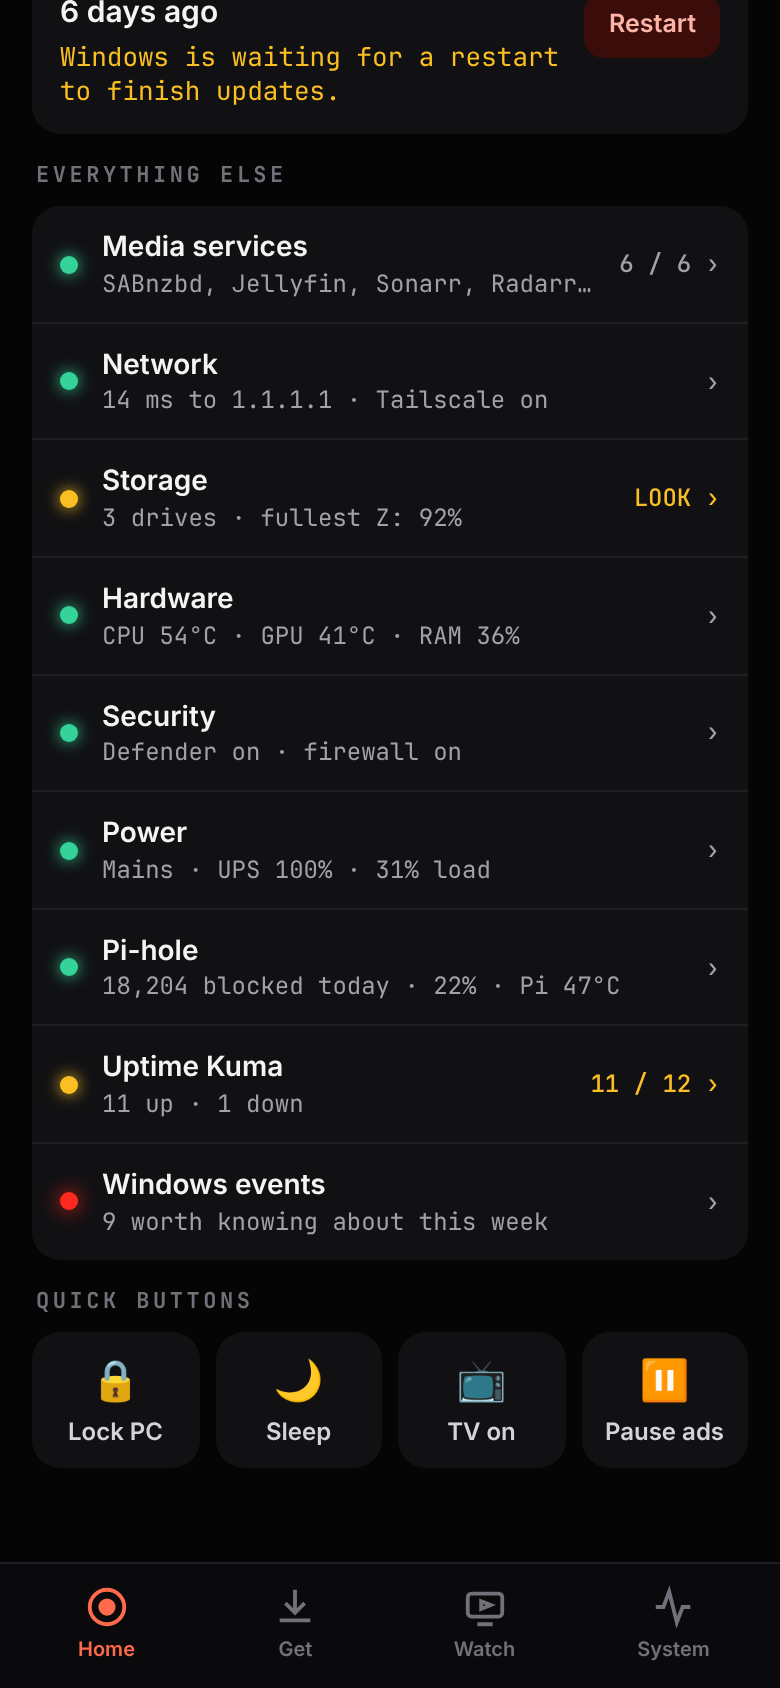 6 days ago
Restart
Windows is waiting for a restart
to finish updates.
EVERYTHING ELSE
Media services
SABnzbd, Jellyfin, Sonarr, Radarr…
6 / 6 ›
Network
14 ms to 1.1.1.1 · Tailscale on
›
Storage
3 drives · fullest Z: 92%
LOOK ›
Hardware
CPU 54°C · GPU 41°C · RAM 36%
›
Security
Defender on · firewall on
›
Power
Mains · UPS 100% · 31% load
›
Pi-hole
18,204 blocked today · 22% · Pi 47°C
›
Uptime Kuma
11 up · 1 down
11 / 12 ›
Windows events
9 worth knowing about this week
›
QUICK BUTTONS
Lock PC
Sleep
TV on
Pause ads
Home
Get
Watch
System